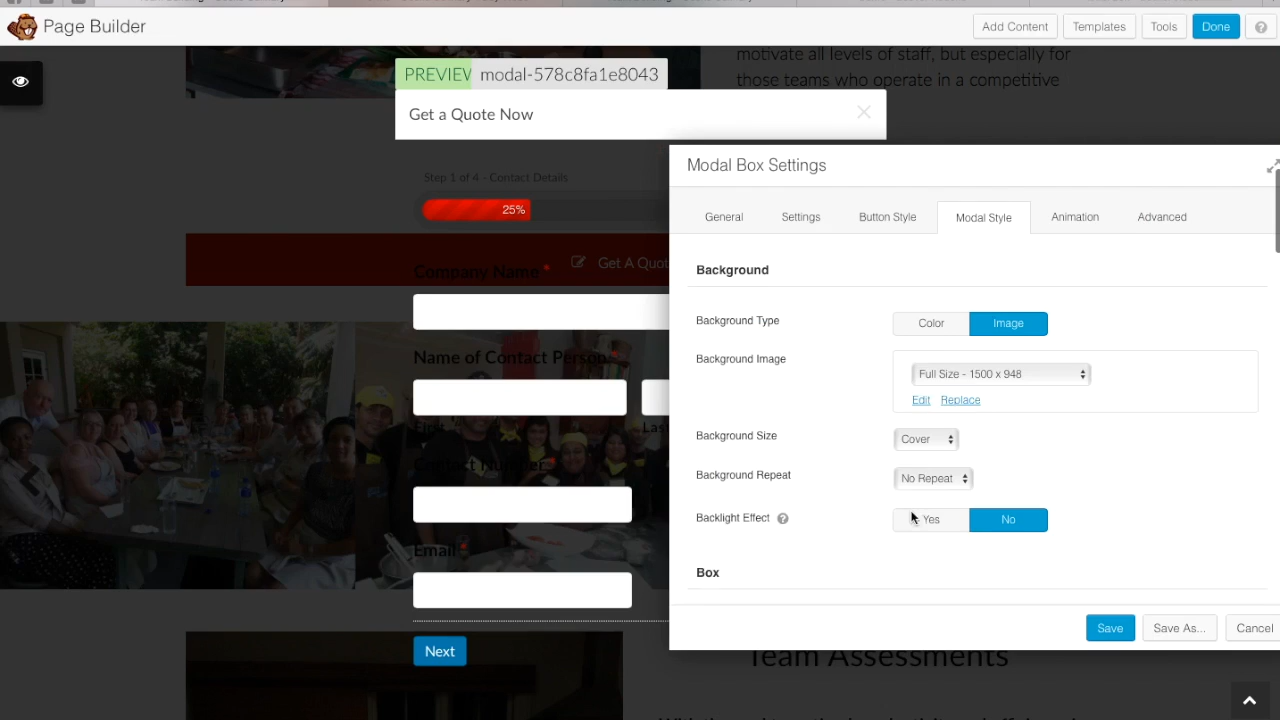 Page Builder
Add Content
Templates
Tools
Done
motivate all levels of staff, but especially for
those teams who operate in a competitive
PREVIEW modal-578c8fa1e8043
Get a Quote Now
Step 1 of 4 - Contact Details
25%
Get A Quot
Company Name *
Name of Contact Person *
First
Las
Contact Number *
Email *
Next
Modal Box Settings
General
Settings
Button Style
Modal Style
Animation
Advanced
Background
Background Type
Color
Image
Background Image
Full Size - 1500 x 948
Edit Replace
Background Size
Cover
Background Repeat
No Repeat
Backlight Effect ?
Yes
No
Box
Save
Save As...
Cancel
Team Assessments